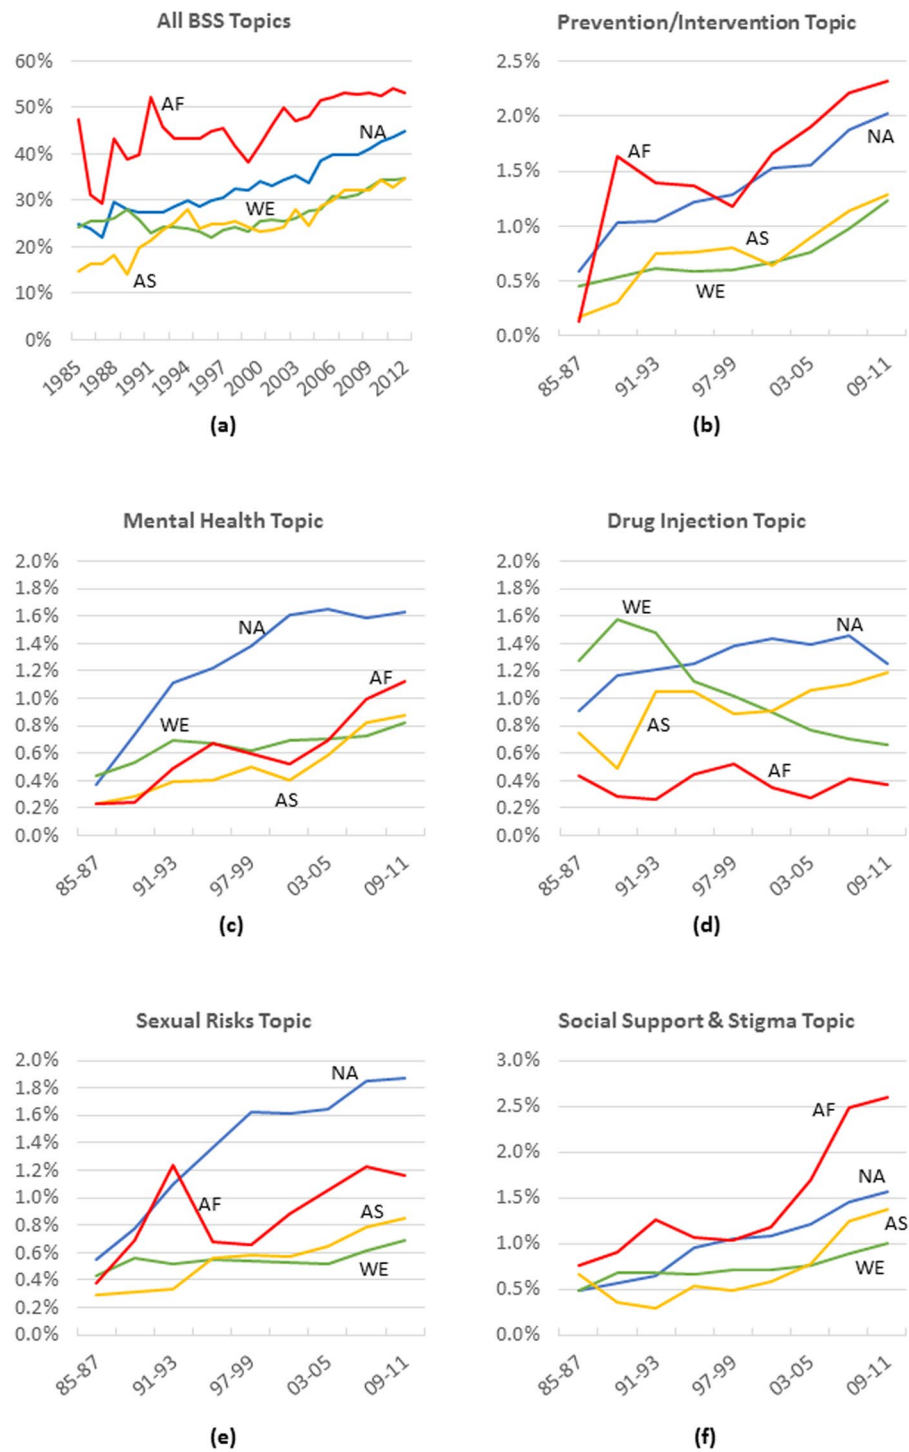 All BSS Topics
60%
50%
40%
30%
20%
10%
0%
AF
NA
WE
AS
1985
1988
1991
1994
1997
2000
2003
2006
2009
2012
(a)
Prevention/Intervention Topic
2.5%
2.0%
1.5%
1.0%
0.5%
0.0%
AF
NA
AS
WE
85-87
91-93
97-99
03-05
09-11
(b)
Mental Health Topic
2.0%
1.8%
1.6%
1.4%
1.2%
1.0%
0.8%
0.6%
0.4%
0.2%
0.0%
NA
AF
WE
AS
85-87
91-93
97-99
03-05
09-11
(c)
Drug Injection Topic
2.0%
1.8%
1.6%
1.4%
1.2%
1.0%
0.8%
0.6%
0.4%
0.2%
0.0%
WE
NA
AS
AF
85-87
91-93
97-99
03-05
09-11
(d)
Sexual Risks Topic
2.0%
1.8%
1.6%
1.4%
1.2%
1.0%
0.8%
0.6%
0.4%
0.2%
0.0%
NA
AF
AS
WE
85-87
91-93
97-99
03-05
09-11
(e)
Social Support & Stigma Topic
3.0%
2.5%
2.0%
1.5%
1.0%
0.5%
0.0%
AF
NA
AS
WE
85-87
91-93
97-99
03-05
09-11
(f)